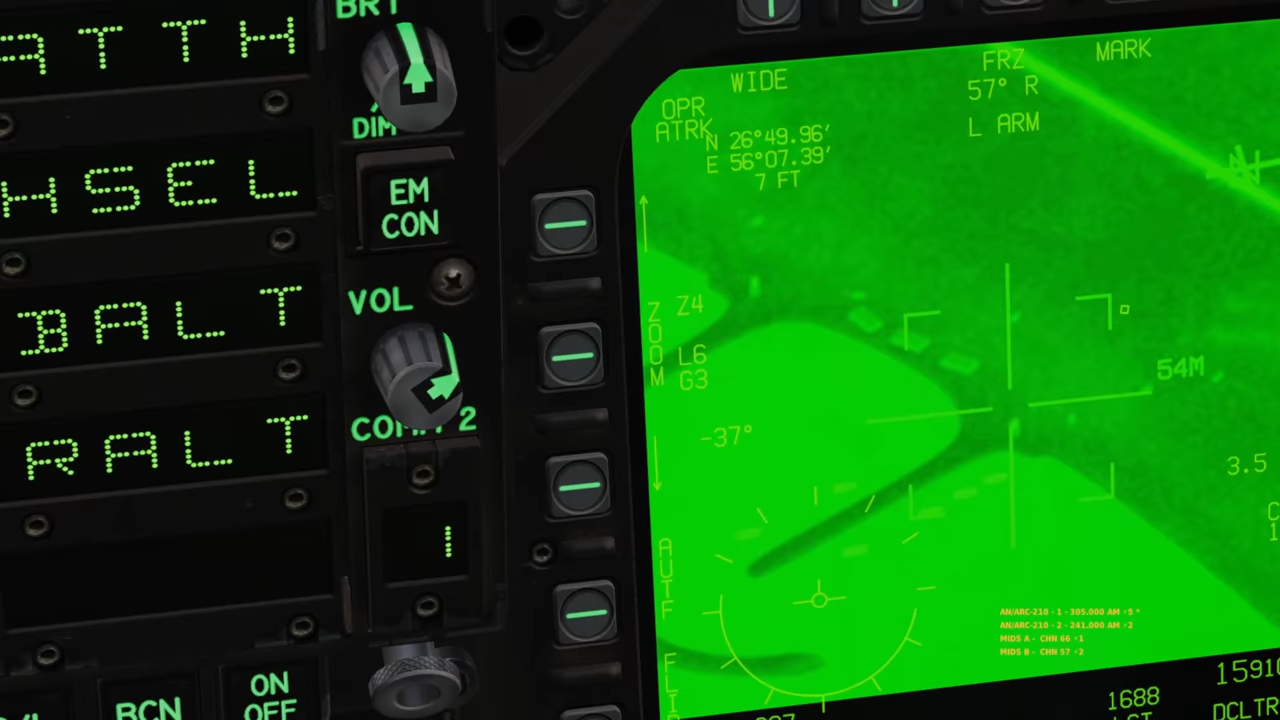 ATTH
HSEL
BALT
RALT
BRT
DIM
EM
CON
VOL
COMM 2
1
BCN
ON
OFF
WIDE
FRZ
MARK
OPR
57° R
ATRK
L ARM
N 26°49.96′
E 56°07.39′
7 FT
N
ZOOM
Z4
L6
G3
54M
-37°
3.5
AUTF
AN/ARC-210 - 1 - 305.000 AM
AN/ARC-210 - 2 - 241.000 AM
MIDS A - CHN 66
MIDS B - CHN 57
1688
DCLTR